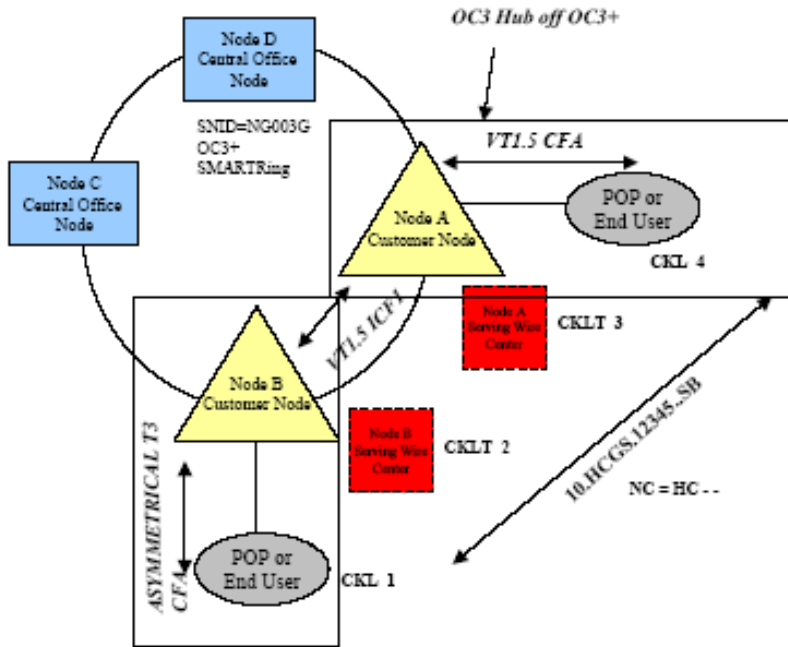 OC3 Hub off OC3+
Node D
Central Office
Node
SNID=NG003G
OC3+
SMARTRing
VT1.5 CFA
Node C
Central Office
Node
Node A
Customer Node
POP or
End User
CKL 4
Node A
Serving Wire
Center
CKLT 3
VT1.5 ICF1
Node B
Customer Node
Node B
Serving Wire
Center
CKLT 2
10.HCGS.12345..SB
NC = HC - -
ASYMMETRICAL T3
CFA
POP or
End User
CKL 1